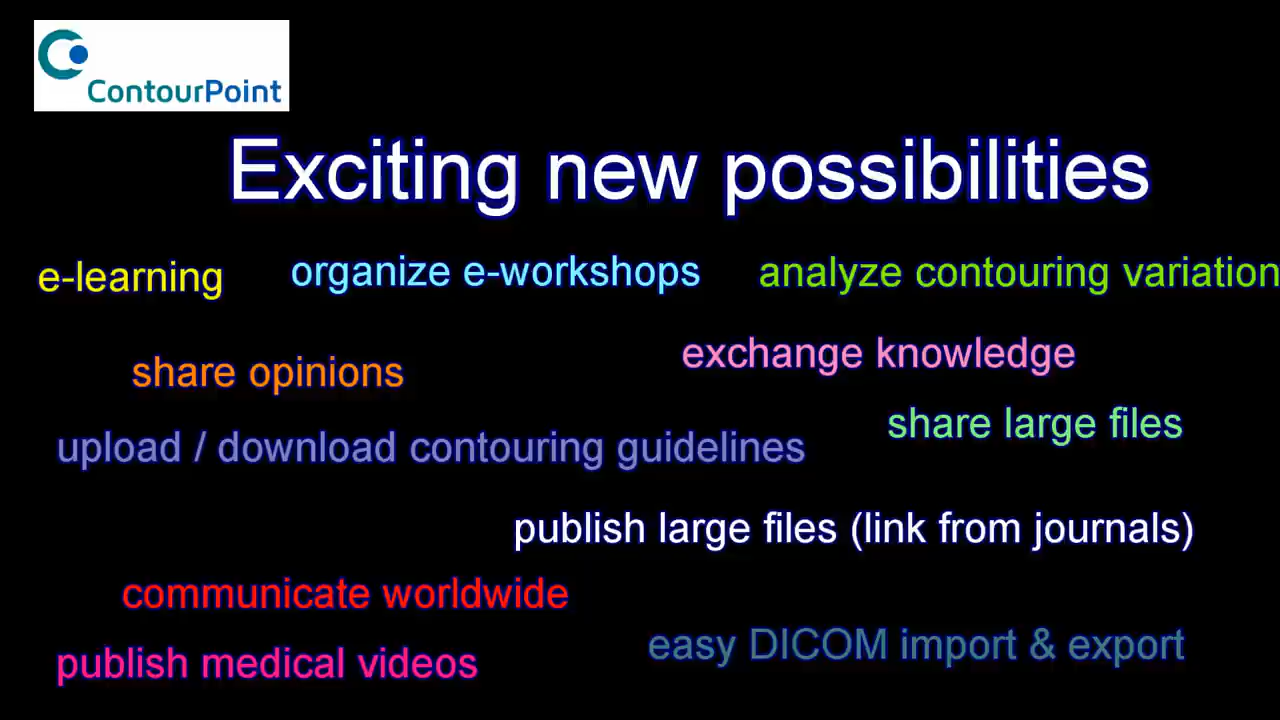 ContourPoint
Exciting new possibilities
e-learning
organize e-workshops
analyze contouring variation
share opinions
exchange knowledge
upload / download contouring guidelines
share large files
publish large files (link from journals)
communicate worldwide
easy DICOM import & export
publish medical videos